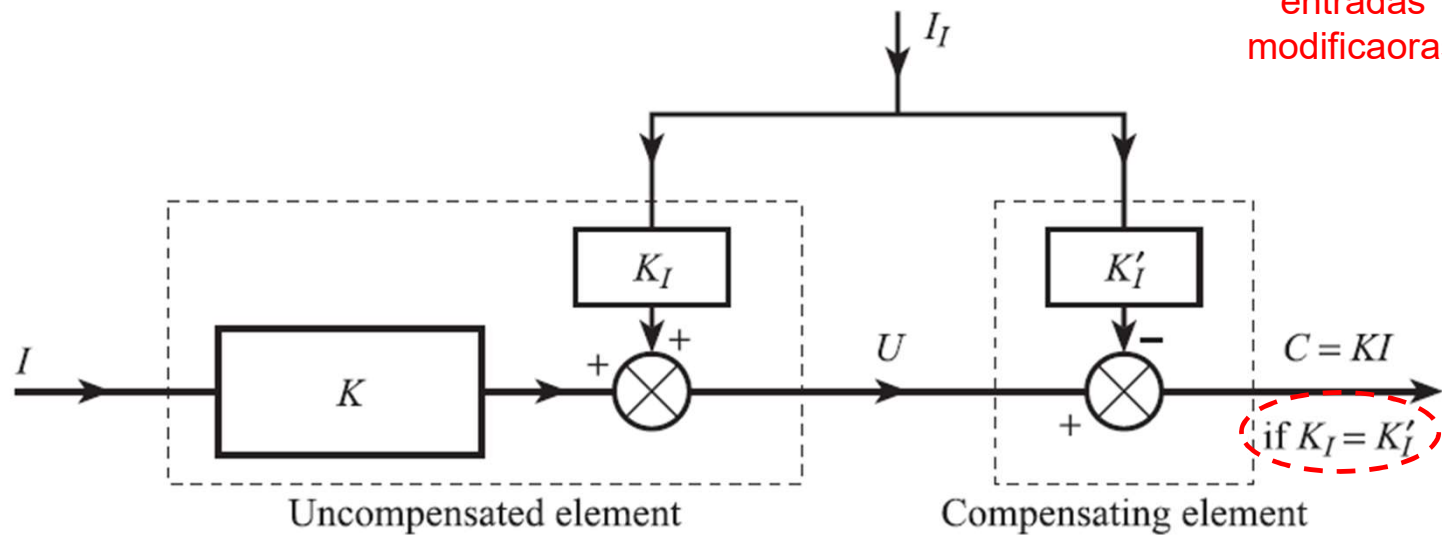 entradas
modificaora
I_I
K_I
K'_I
+
+
−
I
K
U
+
C = KI
if K_I = K'_I
Uncompensated element
Compensating element